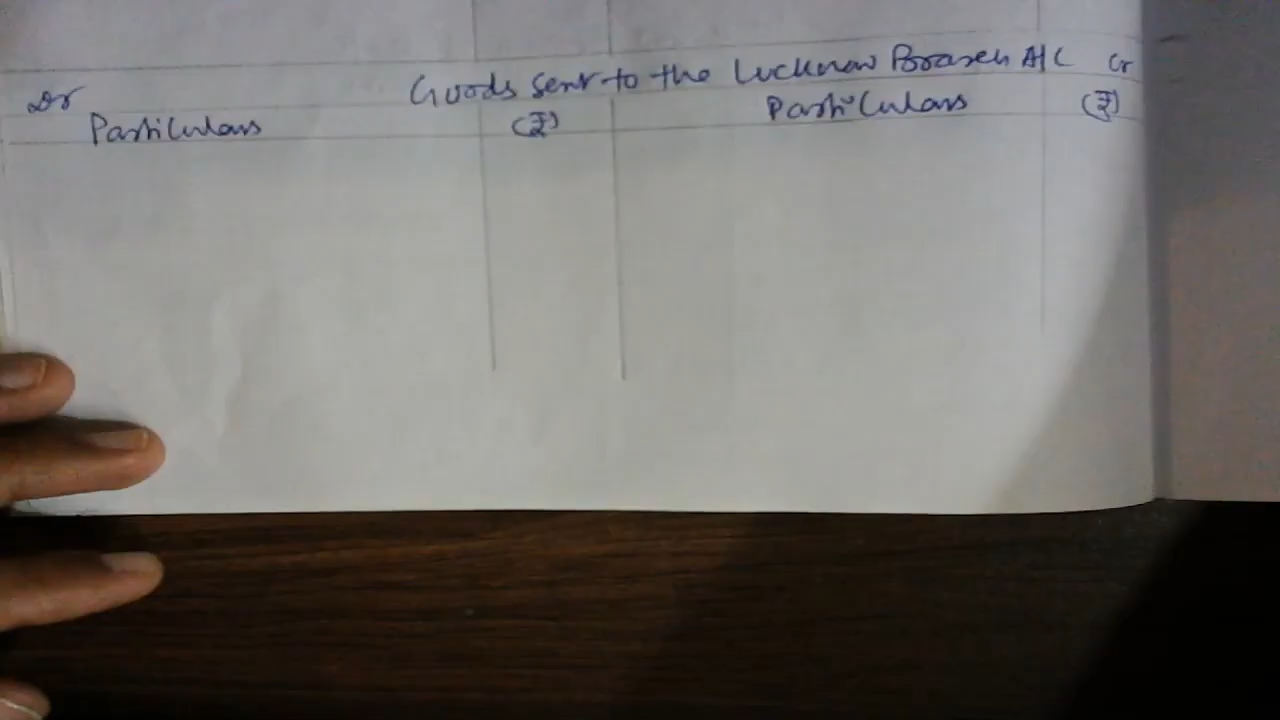 Dr Goods sent to the Lucknow Branch A/C Cr
Particulars (₹) Particulars (₹)